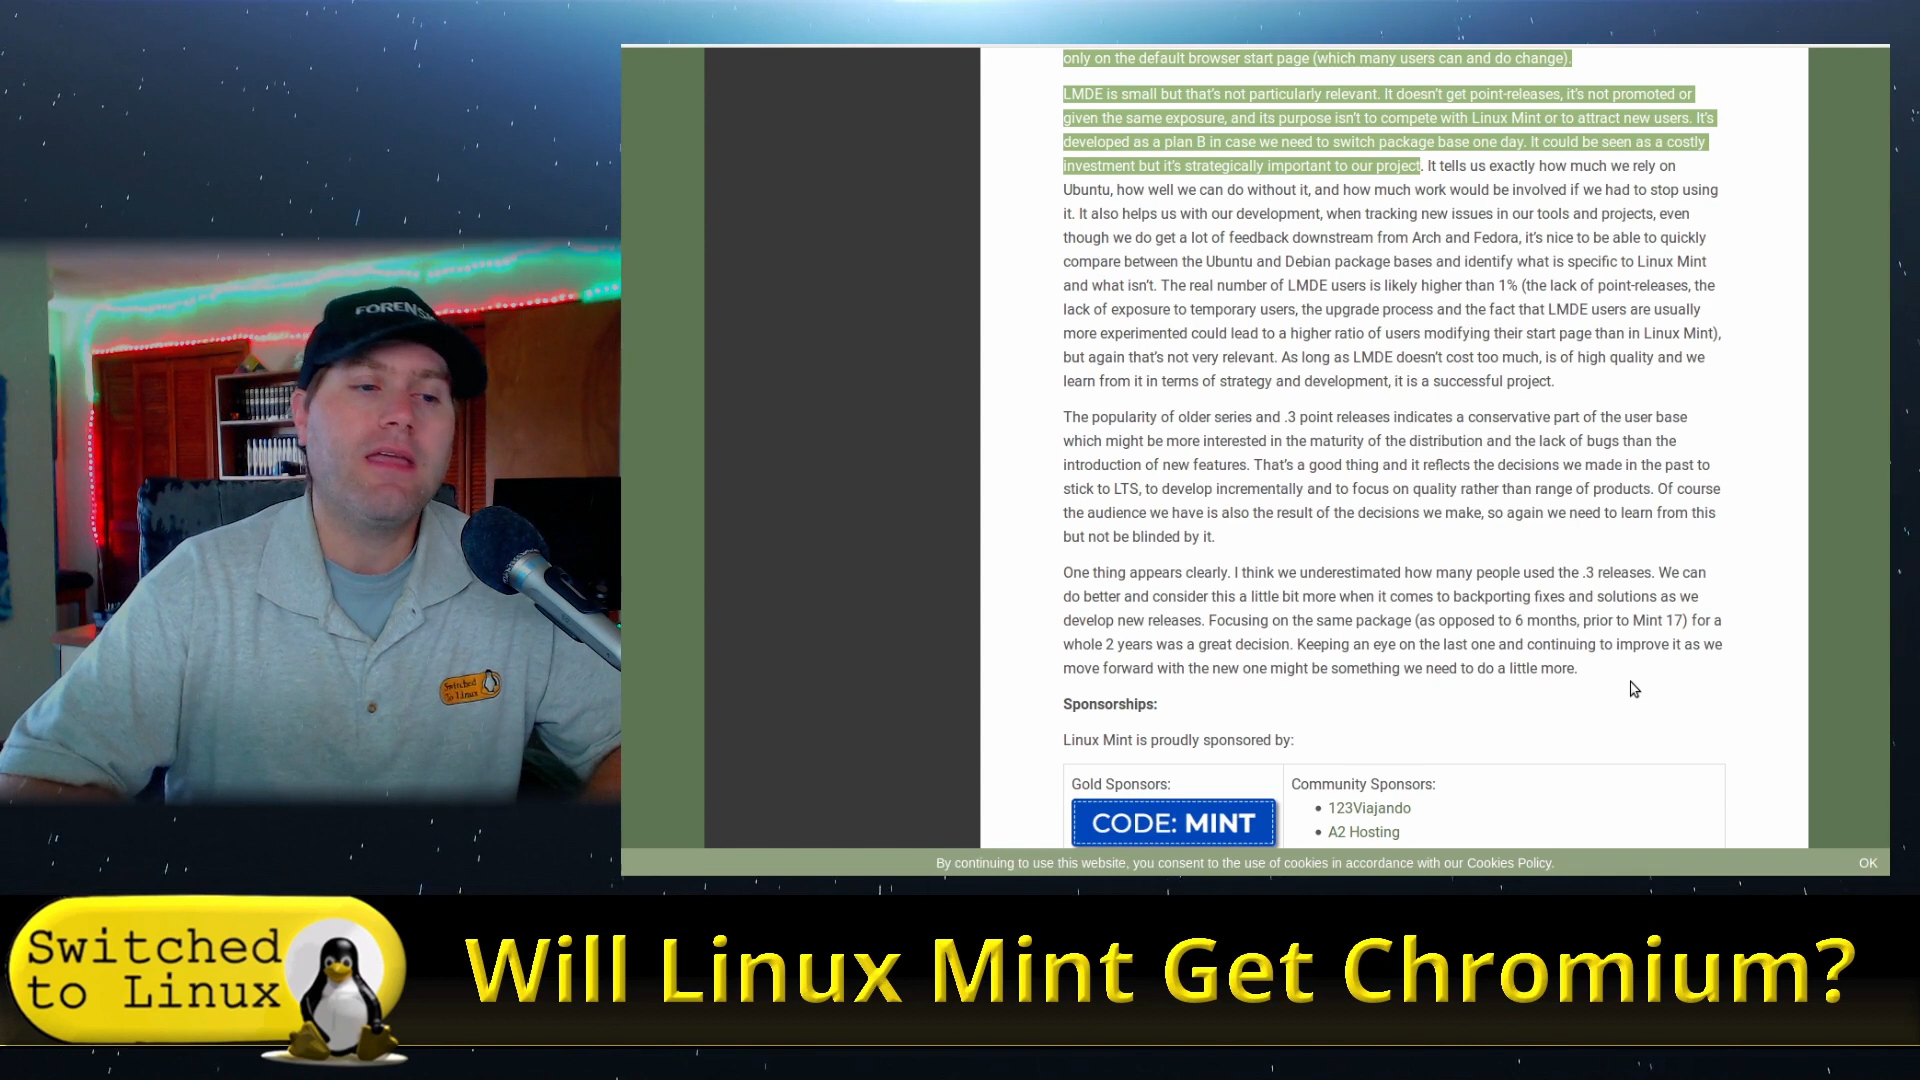 only on the default browser start page (which many users can and do change).
LMDE is small but that's not particularly relevant. It doesn't get point-releases, it's not promoted or
given the same exposure, and its purpose isn't to compete with Linux Mint or to attract new users. It's
developed as a plan B in case we need to switch package base one day. It could be seen as a costly
investment but it's strategically important to our project. It tells us exactly how much we rely on
Ubuntu, how well we can do without it, and how much work would be involved if we had to stop using
it. It also helps us with our development, when tracking new issues in our tools and projects, even
though we do get a lot of feedback downstream from Arch and Fedora, it's nice to be able to quickly
compare between the Ubuntu and Debian package bases and identify what is specific to Linux Mint
and what isn't. The real number of LMDE users is likely higher than 1% (the lack of point-releases, the
lack of exposure to temporary users, the upgrade process and the fact that LMDE users are usually
more experimented could lead to a higher ratio of users modifying their start page than in Linux Mint),
but again that's not very relevant. As long as LMDE doesn't cost too much, is of high quality and we
learn from it in terms of strategy and development, it is a successful project.
The popularity of older series and .3 point releases indicates a conservative part of the user base
which might be more interested in the maturity of the distribution and the lack of bugs than the
introduction of new features. That's a good thing and it reflects the decisions we made in the past to
stick to LTS, to develop incrementally and to focus on quality rather than range of products. Of course
the audience we have is also the result of the decisions we make, so again we need to learn from this
but not be blinded by it.
One thing appears clearly. I think we underestimated how many people used the .3 releases. We can
do better and consider this a little bit more when it comes to backporting fixes and solutions as we
develop new releases. Focusing on the same package (as opposed to 6 months, prior to Mint 17) for a
whole 2 years was a great decision. Keeping an eye on the last one and continuing to improve it as we
move forward with the new one might be something we need to do a little more.
Sponsorships:
Linux Mint is proudly sponsored by:
Gold Sponsors:
CODE: MINT
Community Sponsors:
• 123Viajando
• A2 Hosting
By continuing to use this website, you consent to the use of cookies in accordance with our Cookies Policy.
OK
Switched
to Linux
Switched
to Linux
Will Linux Mint Get Chromium?